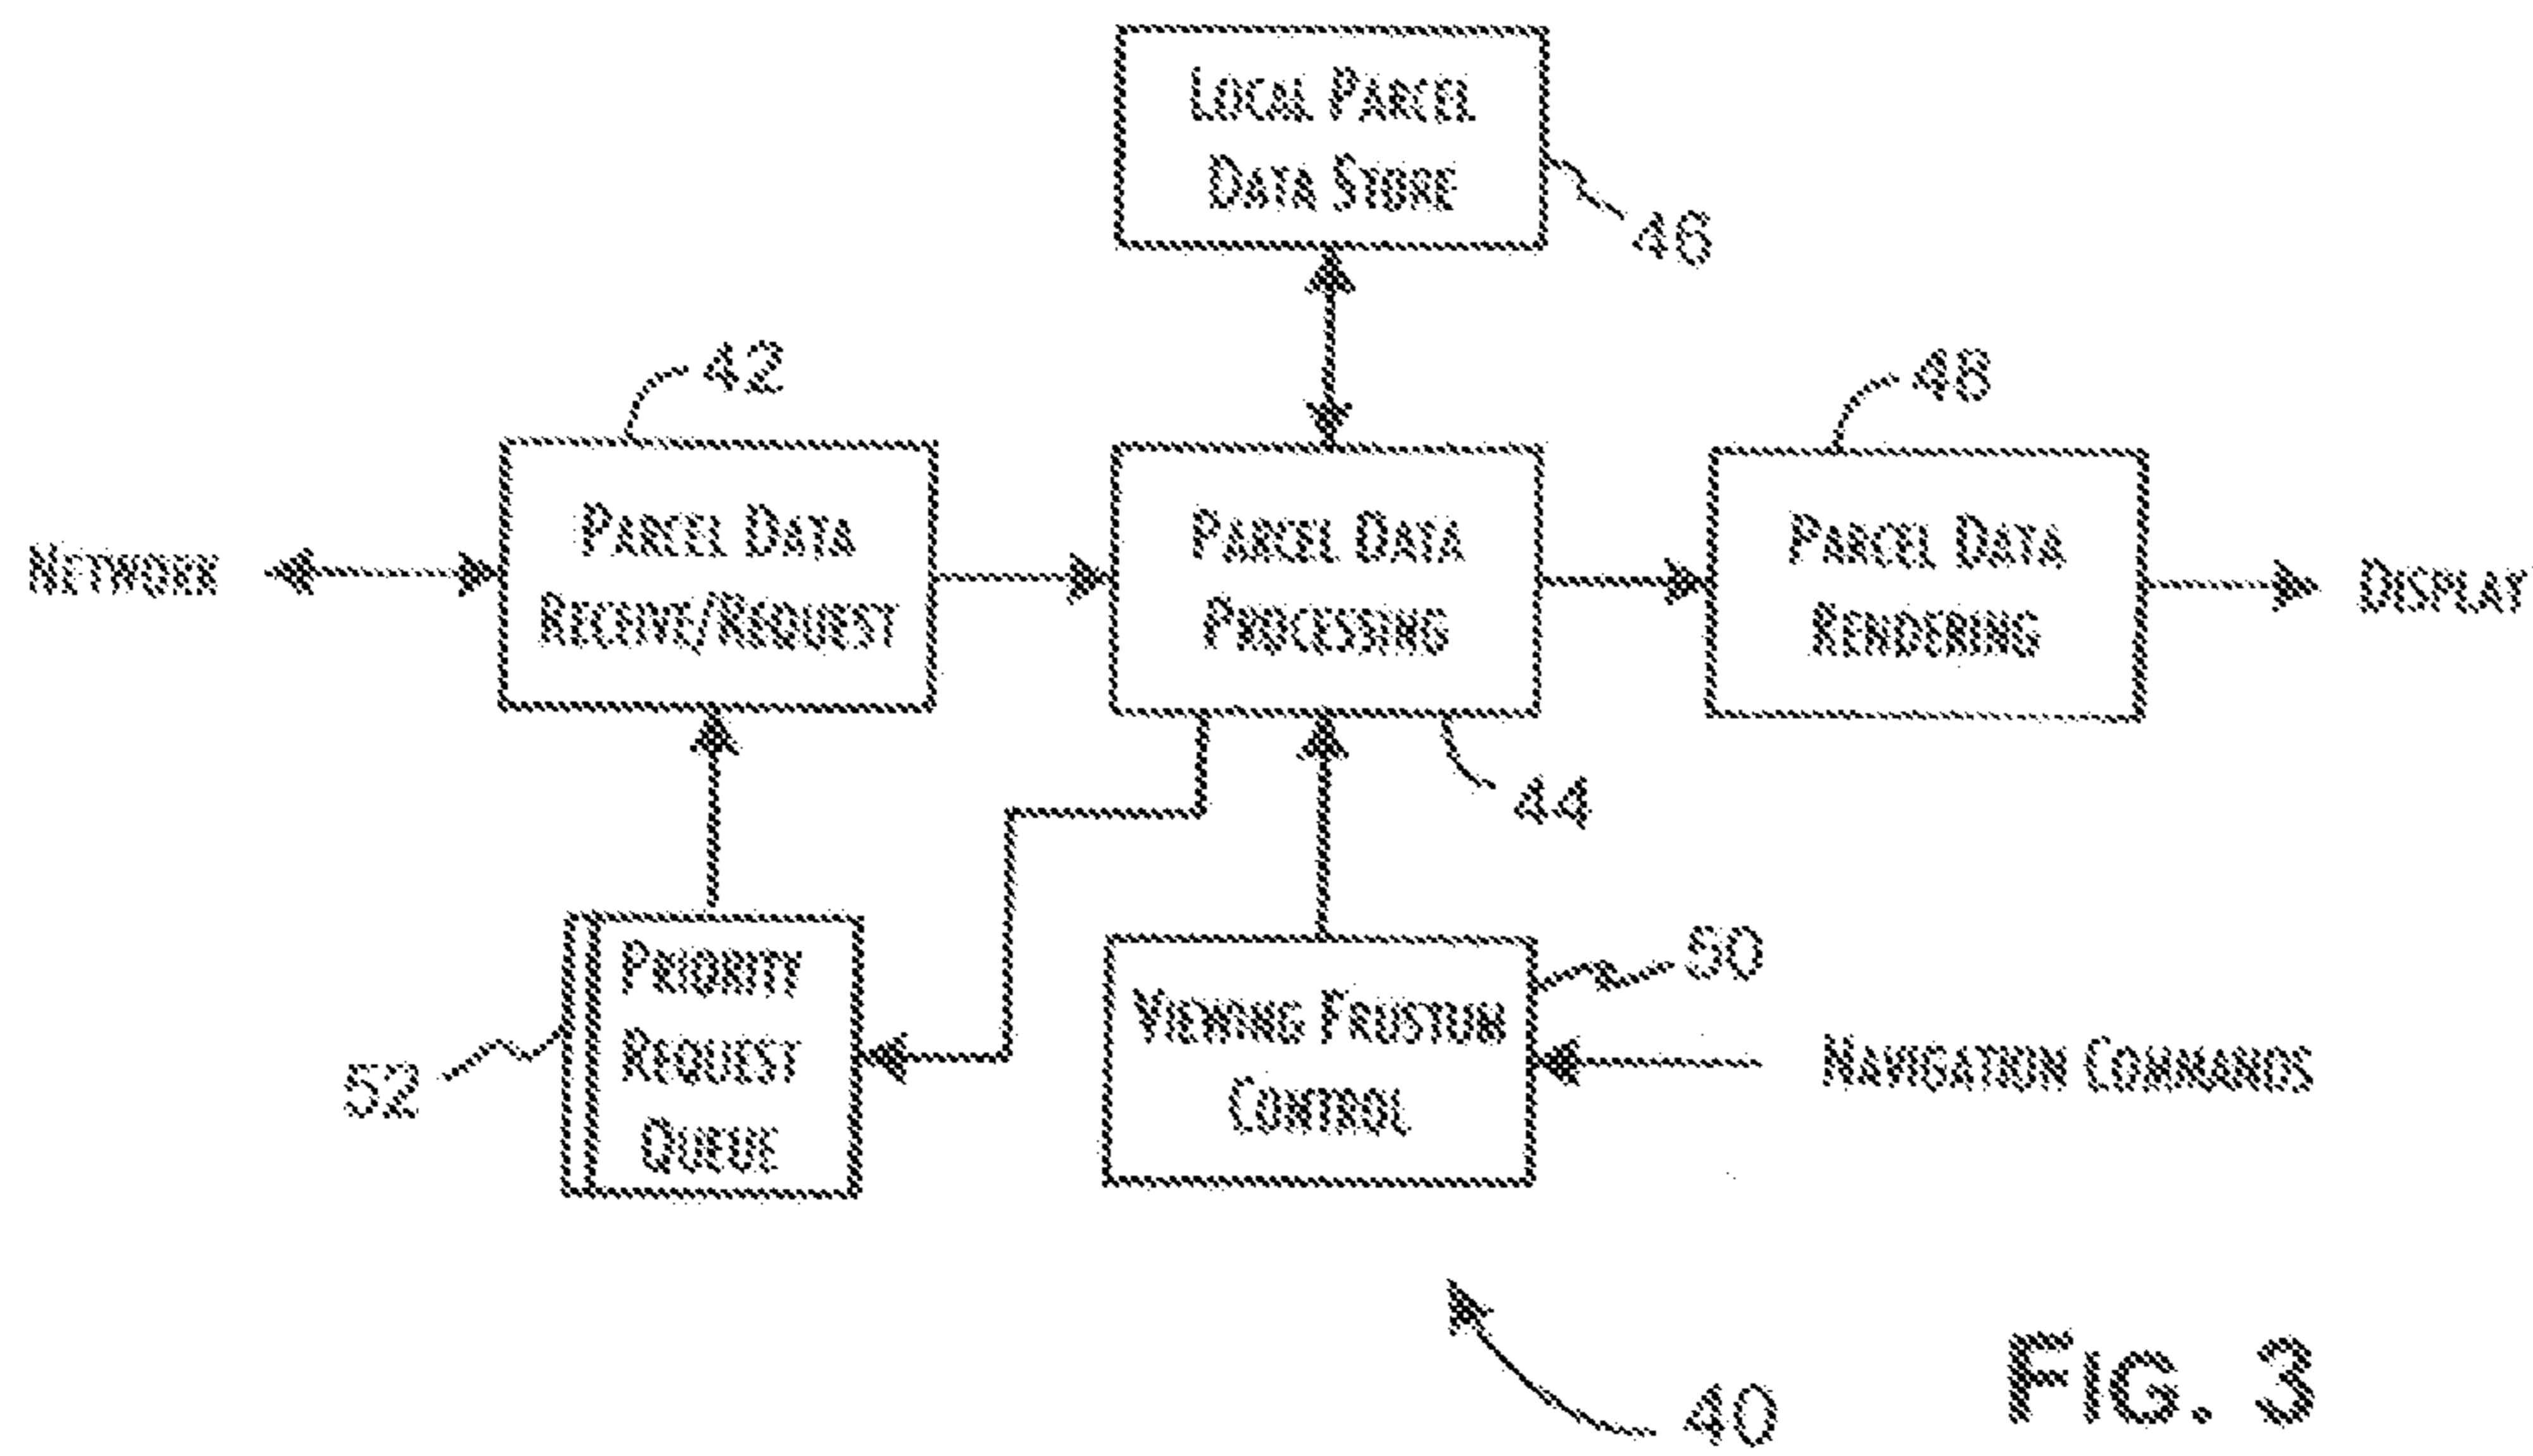 LOCAL PARCEL
DATA STORE
46
42
48
NETWORK
PARCEL DATA
RECEIVE/REQUEST
PARCEL DATA
PROCESSING
PARCEL DATA
RENDERING
DISPLAY
44
PRIORITY
REQUEST
QUEUE
52
VIEWING FRUSTUM
CONTROL
50
NAVIGATION COMMANDS
40
FIG. 3